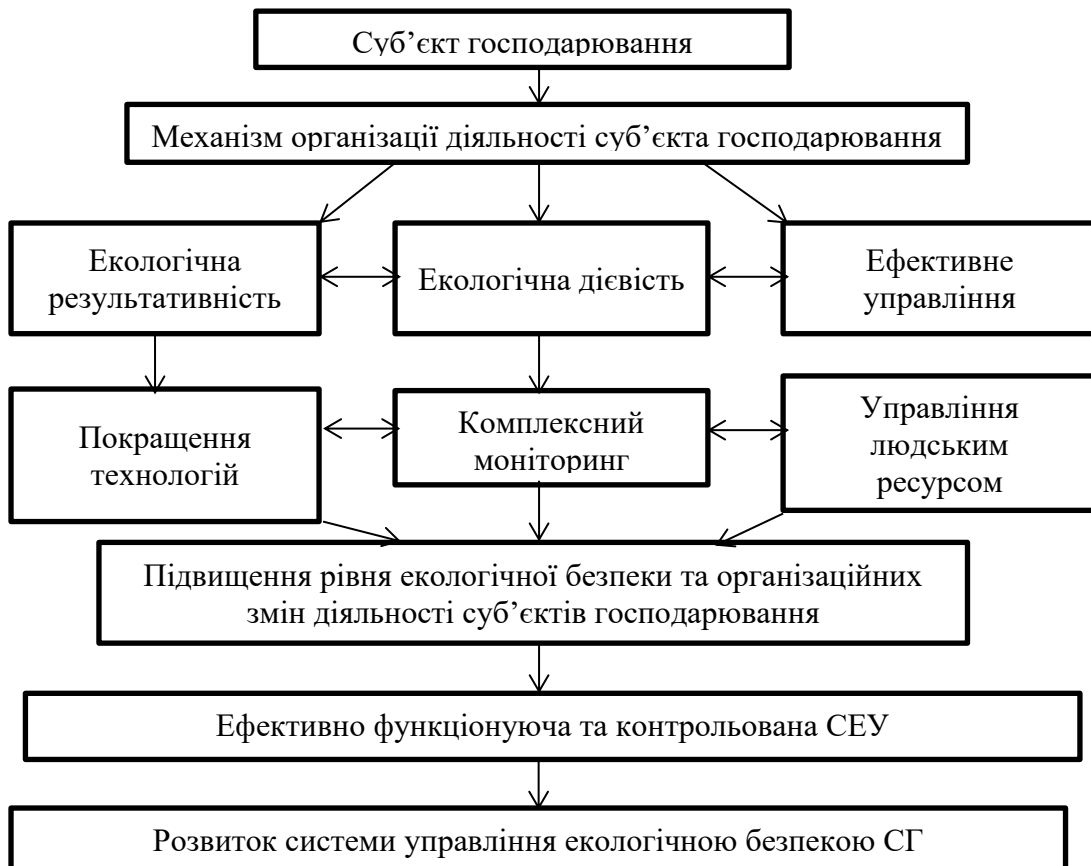 Суб’єкт господарювання
Механізм організації діяльності суб’єкта господарювання
Екологічна
результативність
Екологічна дієвість
Ефективне
управління
Покращення
технологій
Комплексний
моніторинг
Управління
людським
ресурсом
Підвищення рівня екологічної безпеки та організаційних
змін діяльності суб’єктів господарювання
Ефективно функціонуюча та контрольована СЕУ
Розвиток системи управління екологічною безпекою СГ